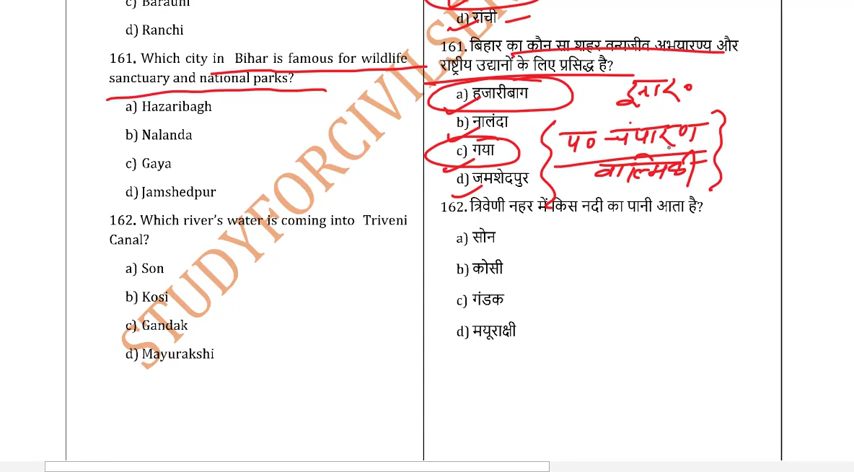 c) Barauni
d) Ranchi
161. Which city in Bihar is famous for wildlife
sanctuary and national parks?
a) Hazaribagh
b) Nalanda
c) Gaya
d) Jamshedpur
162. Which river's water is coming into Triveni
Canal?
a) Son
b) Kosi
c) Gandak
d) Mayurakshi
d) रांची
161. बिहार का कौन सा शहर वन्यजीव अभयारण्य और
राष्ट्रीय उद्यानों के लिए प्रसिद्ध है?
a) हजारीबाग
b) नालंदा
c) गया
d) जमशेदपुर
प० चंपारण
वाल्मिकी
162. त्रिवेणी नहर में किस नदी का पानी आता है?
a) सोन
b) कोसी
c) गंडक
d) मयूराक्षी